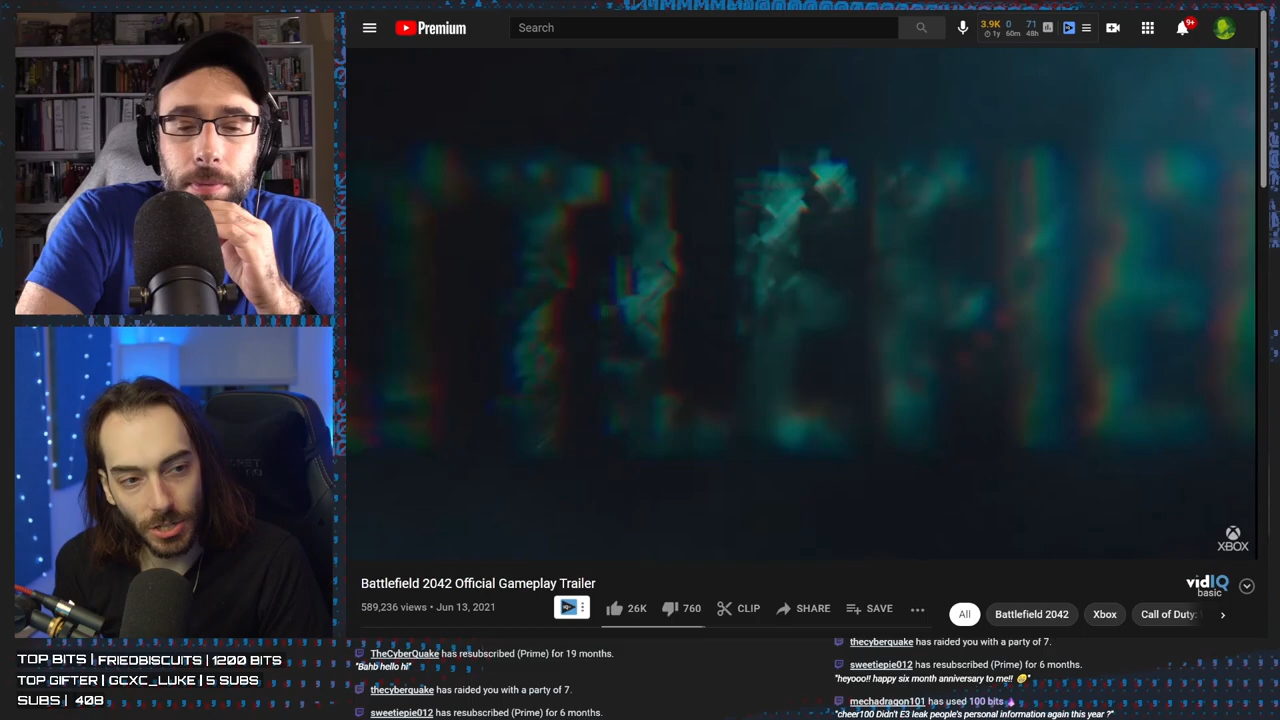 Premium
Search
3.9K 0 71
1y 60m 48h
9+
XBOX
Battlefield 2042 Official Gameplay Trailer
589,236 views • Jun 13, 2021
26K
760
CLIP
SHARE
SAVE
vidIQ
basic
All
Battlefield 2042
Xbox
Call of Duty:
TOP BITS | FRIEDBISCUITS | 1200 BITS
TOP GIFTER | GCXC_LUKE | 5 SUBS
SUBS | 408
TheCyberQuake has resubscribed (Prime) for 19 months.
"Bahb hello hi"
thecyberquake has raided you with a party of 7.
sweetiepie012 has resubscribed (Prime) for 6 months.
thecyberquake has raided you with a party of 7.
sweetiepie012 has resubscribed (Prime) for 6 months.
"heyooo!! happy six month anniversary to me!! 😊"
mechadragon101 has used 100 bits
"cheer100 Didn't E3 leak people's personal information again this year ?"